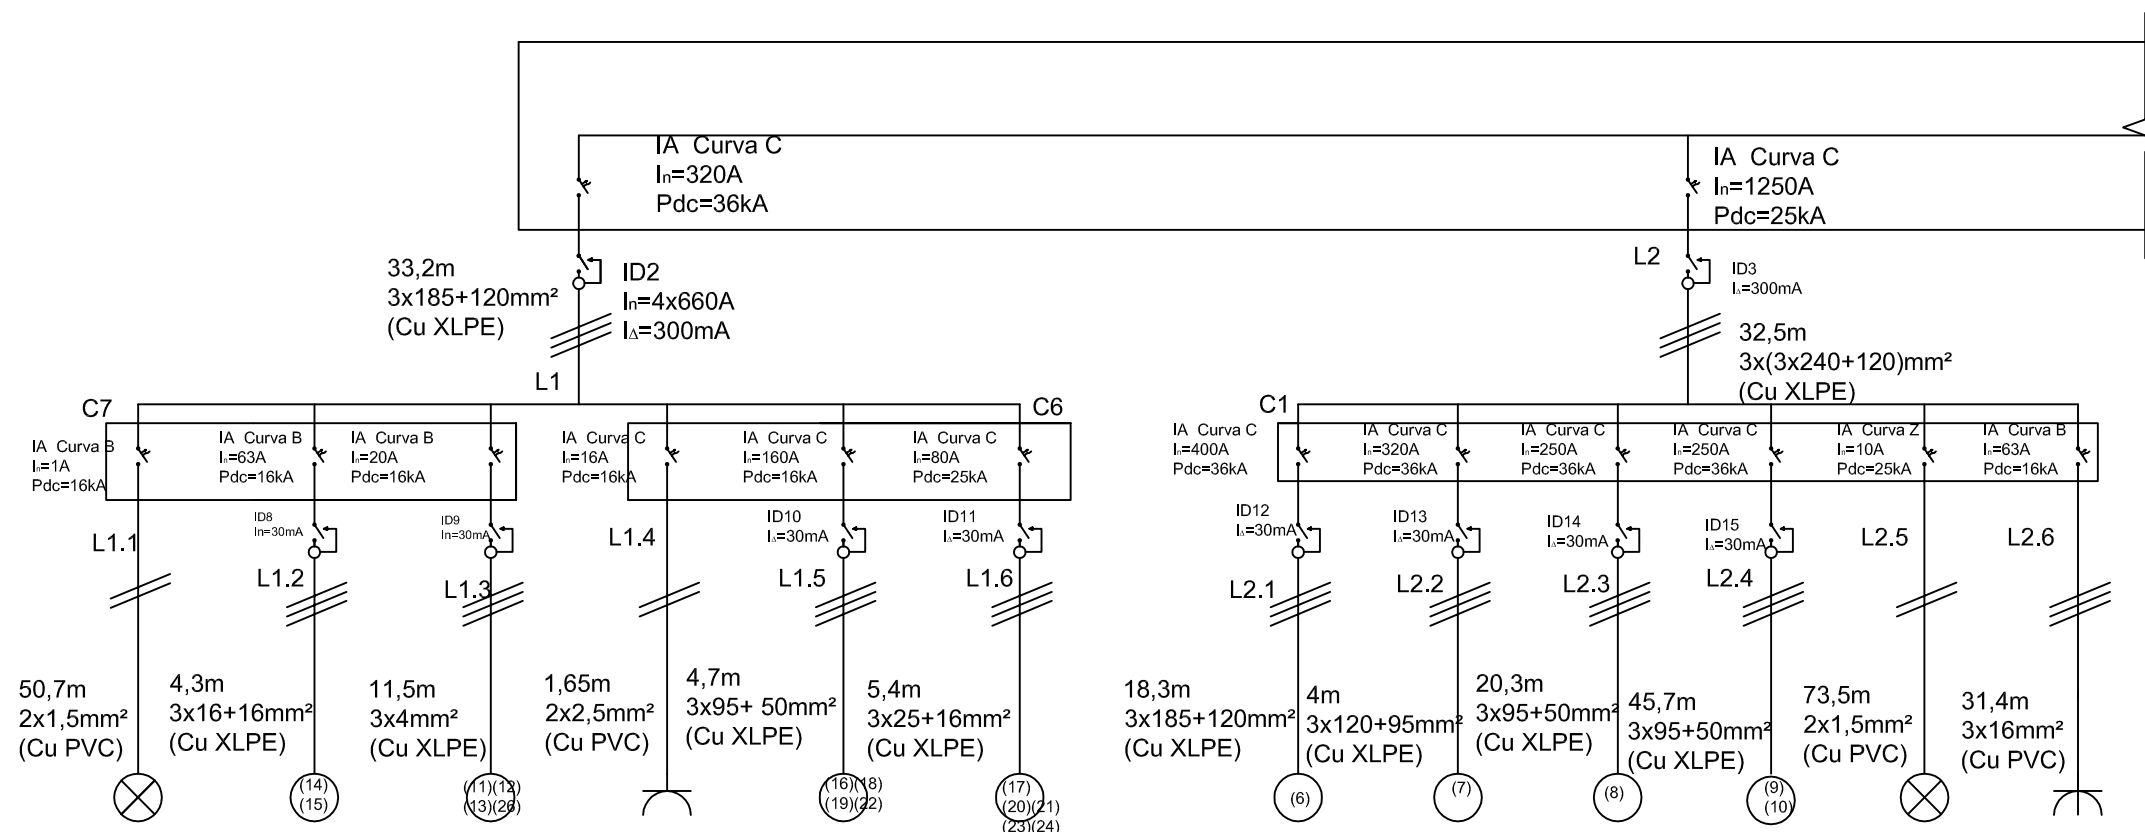 IA Curva C
In=320A
Pdc=36kA
IA Curva C
In=1250A
Pdc=25kA
33,2m
3x185+120mm²
(Cu XLPE)
ID2
In=4x660A
IΔ=300mA
L1
L2
ID3
IΔ=300mA
32,5m
3x(3x240+120)mm²
(Cu XLPE)
C7
C6
C1
IA Curva B
In=1A
Pdc=16kA
IA Curva B
In=63A
Pdc=16kA
IA Curva B
In=20A
Pdc=16kA
IA Curva C
In=16A
Pdc=16kA
IA Curva C
In=160A
Pdc=16kA
IA Curva C
In=80A
Pdc=25kA
IA Curva C
In=400A
Pdc=36kA
IA Curva C
In=320A
Pdc=36kA
IA Curva C
In=250A
Pdc=36kA
IA Curva C
In=250A
Pdc=36kA
IA Curva Z
In=10A
Pdc=25kA
IA Curva B
In=63A
Pdc=16kA
ID8
In=30mA
ID9
In=30mA
ID10
IΔ=30mA
ID11
IΔ=30mA
ID12
IΔ=30mA
ID13
IΔ=30mA
ID14
IΔ=30mA
ID15
IΔ=30mA
L1.1
L1.2
L1.3
L1.4
L1.5
L1.6
L2.1
L2.2
L2.3
L2.4
L2.5
L2.6
50,7m
2x1,5mm²
(Cu PVC)
4,3m
3x16+16mm²
(Cu XLPE)
11,5m
3x4mm²
(Cu XLPE)
1,65m
2x2,5mm²
(Cu PVC)
4,7m
3x95+ 50mm²
(Cu XLPE)
5,4m
3x25+16mm²
(Cu XLPE)
18,3m
3x185+120mm²
(Cu XLPE)
4m
3x120+95mm²
(Cu XLPE)
20,3m
3x95+50mm²
(Cu XLPE)
45,7m
3x95+50mm²
(Cu XLPE)
73,5m
2x1,5mm²
(Cu PVC)
31,4m
3x16mm²
(Cu PVC)
(14)
(15)
(11)(12)
(13)(26)
(16)(18)
(19)(22)
(17)
(20)(21)
(23)(24)
(6)
(7)
(8)
(9)
(10)